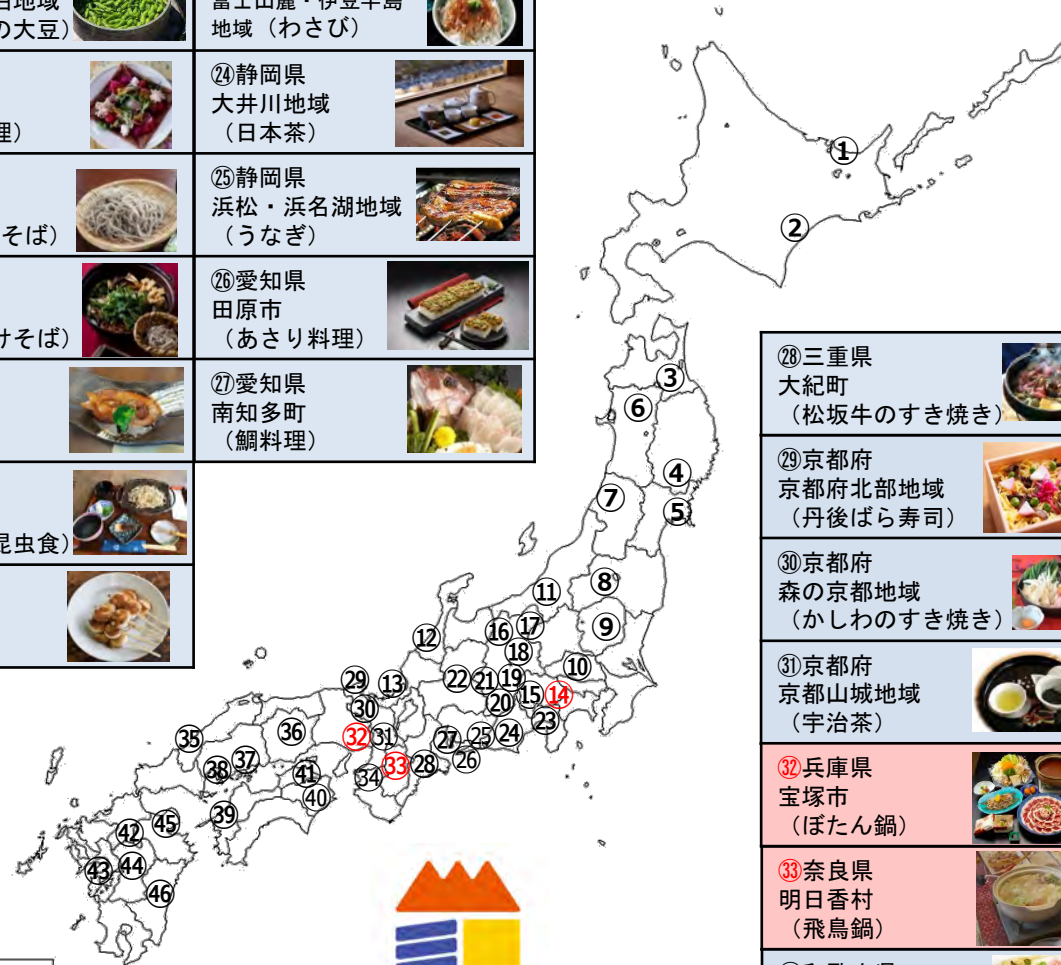 の大豆）
富士山麓・伊豆半島
地域（わさび）
理）
㉔静岡県
大井川地域
（日本茶）
そば）
㉕静岡県
浜松・浜名湖地域
（うなぎ）
けそば）
㉖愛知県
田原市
（あさり料理）
㉗愛知県
南知多町
（鯛料理）
昆虫食）
①
②
③
⑥
④
⑦
⑤
⑧
⑪
⑨
⑫
⑯
⑰
⑱
⑩
㉙
⑬
㉒
㉑
⑲
⑮
⑭
㉚
⑳
㉓
㉟
㊱
㉜
㉛
㉗
㉕
㉔
㊳
㊲
㊶
㉞
㉝
㉘
㉖
㊵
㊴
㊺
㊷
㊸
㊹
㊻
㉘三重県
大紀町
（松坂牛のすき焼き）
㉙京都府
京都府北部地域
（丹後ばら寿司）
㉚京都府
森の京都地域
（かしわのすき焼き）
㉛京都府
京都山城地域
（宇治茶）
㉜兵庫県
宝塚市
（ぼたん鍋）
㉝奈良県
明日香村
（飛鳥鍋）